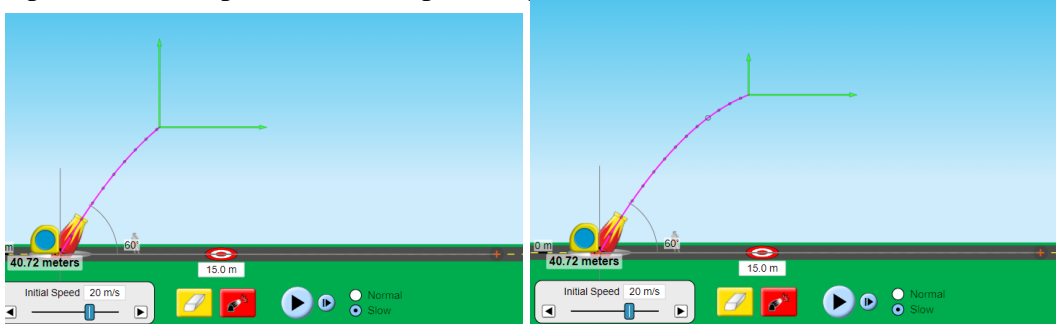 60°
m
40.72 meters
15.0 m
Initial Speed 20 m/s
Normal
Slow
60°
0 m
40.72 meters
15.0 m
Initial Speed 20 m/s
Normal
Slow